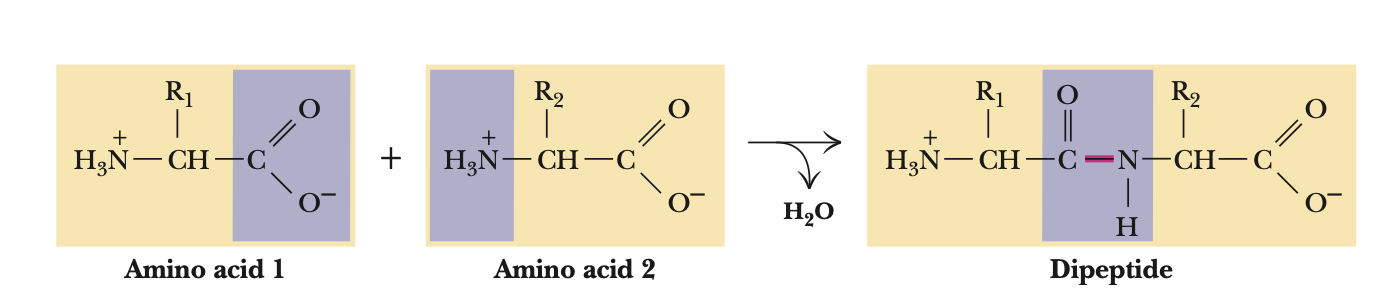 R₁ O
H₃N⁺—CH—C
O⁻
+
R₂ O
H₃N⁺—CH—C
O⁻
H₂O
R₁ O R₂ O
H₃N⁺—CH—C—N—CH—C
H O⁻
Amino acid 1
Amino acid 2
Dipeptide